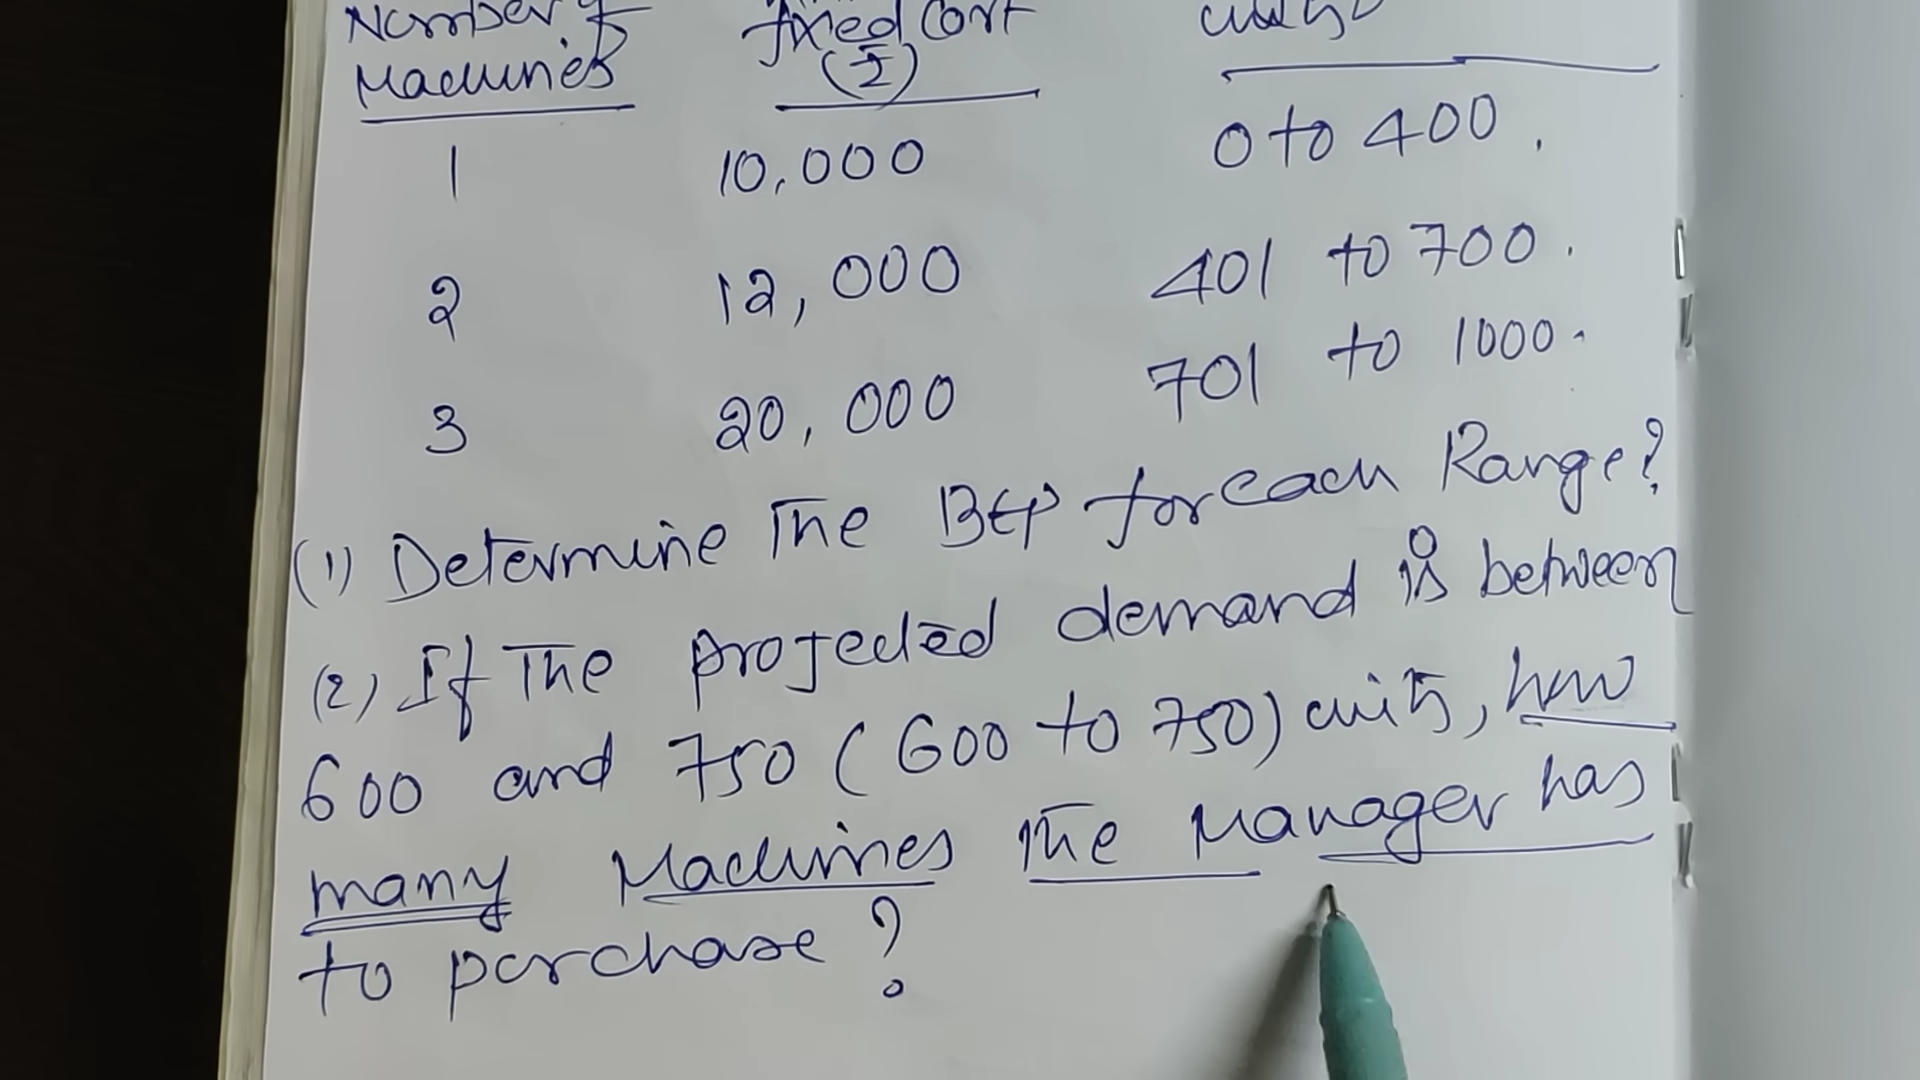 Number of fixed cost
Machines (₹)
1 10,000 0 to 400.
2 12,000 401 to 700.
3 20,000 701 to 1000.
(1) Determine The BEP for each Range?
(2) If The projected demand is between
600 and 750 (600 to 750) units, how
many Machines the Manager has
to purchase?